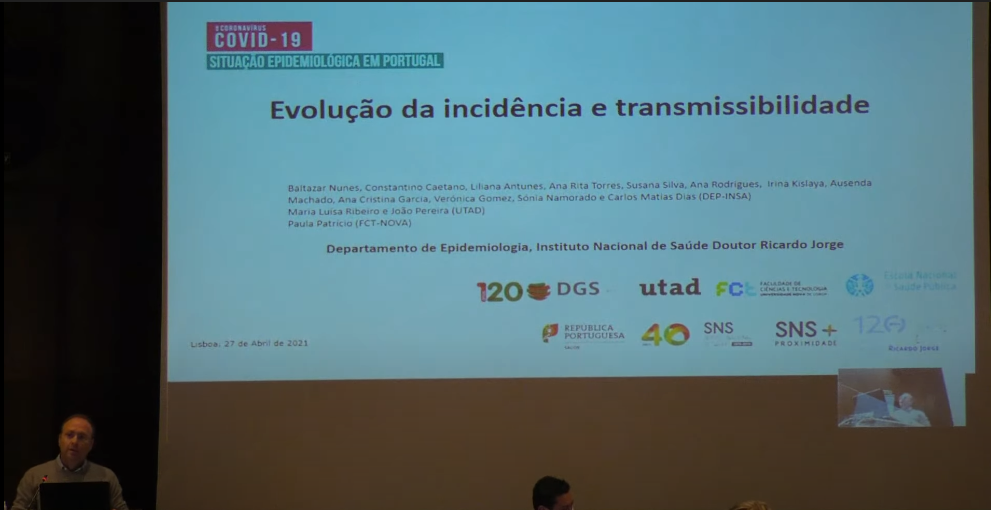 #CORONAVÍRUS
COVID-19
SITUAÇÃO EPIDEMIOLÓGICA EM PORTUGAL
Evolução da incidência e transmissibilidade
Baltazar Nunes, Constantino Caetano, Liliana Antunes, Ana Rita Torres, Susana Silva, Ana Rodrigues, Irina Kislaya, Ausenda
Machado, Ana Cristina Garcia, Verónica Gomez, Sónia Namorado e Carlos Matias Dias (DEP-INSA)
Maria Luísa Ribeiro e João Pereira (UTAD)
Paula Patrício (FCT-NOVA)
Departamento de Epidemiologia, Instituto Nacional de Saúde Doutor Ricardo Jorge
120 DGS utad FCt FACULDADE DE
CIÊNCIAS E TECNOLOGIA
Escola Nacional
de Saúde Pública
REPÚBLICA
PORTUGUESA
SAÚDE
40 SNS SNS +
PROXIMIDADE
120
RICARDO JORGE
Lisboa, 27 de Abril de 2021